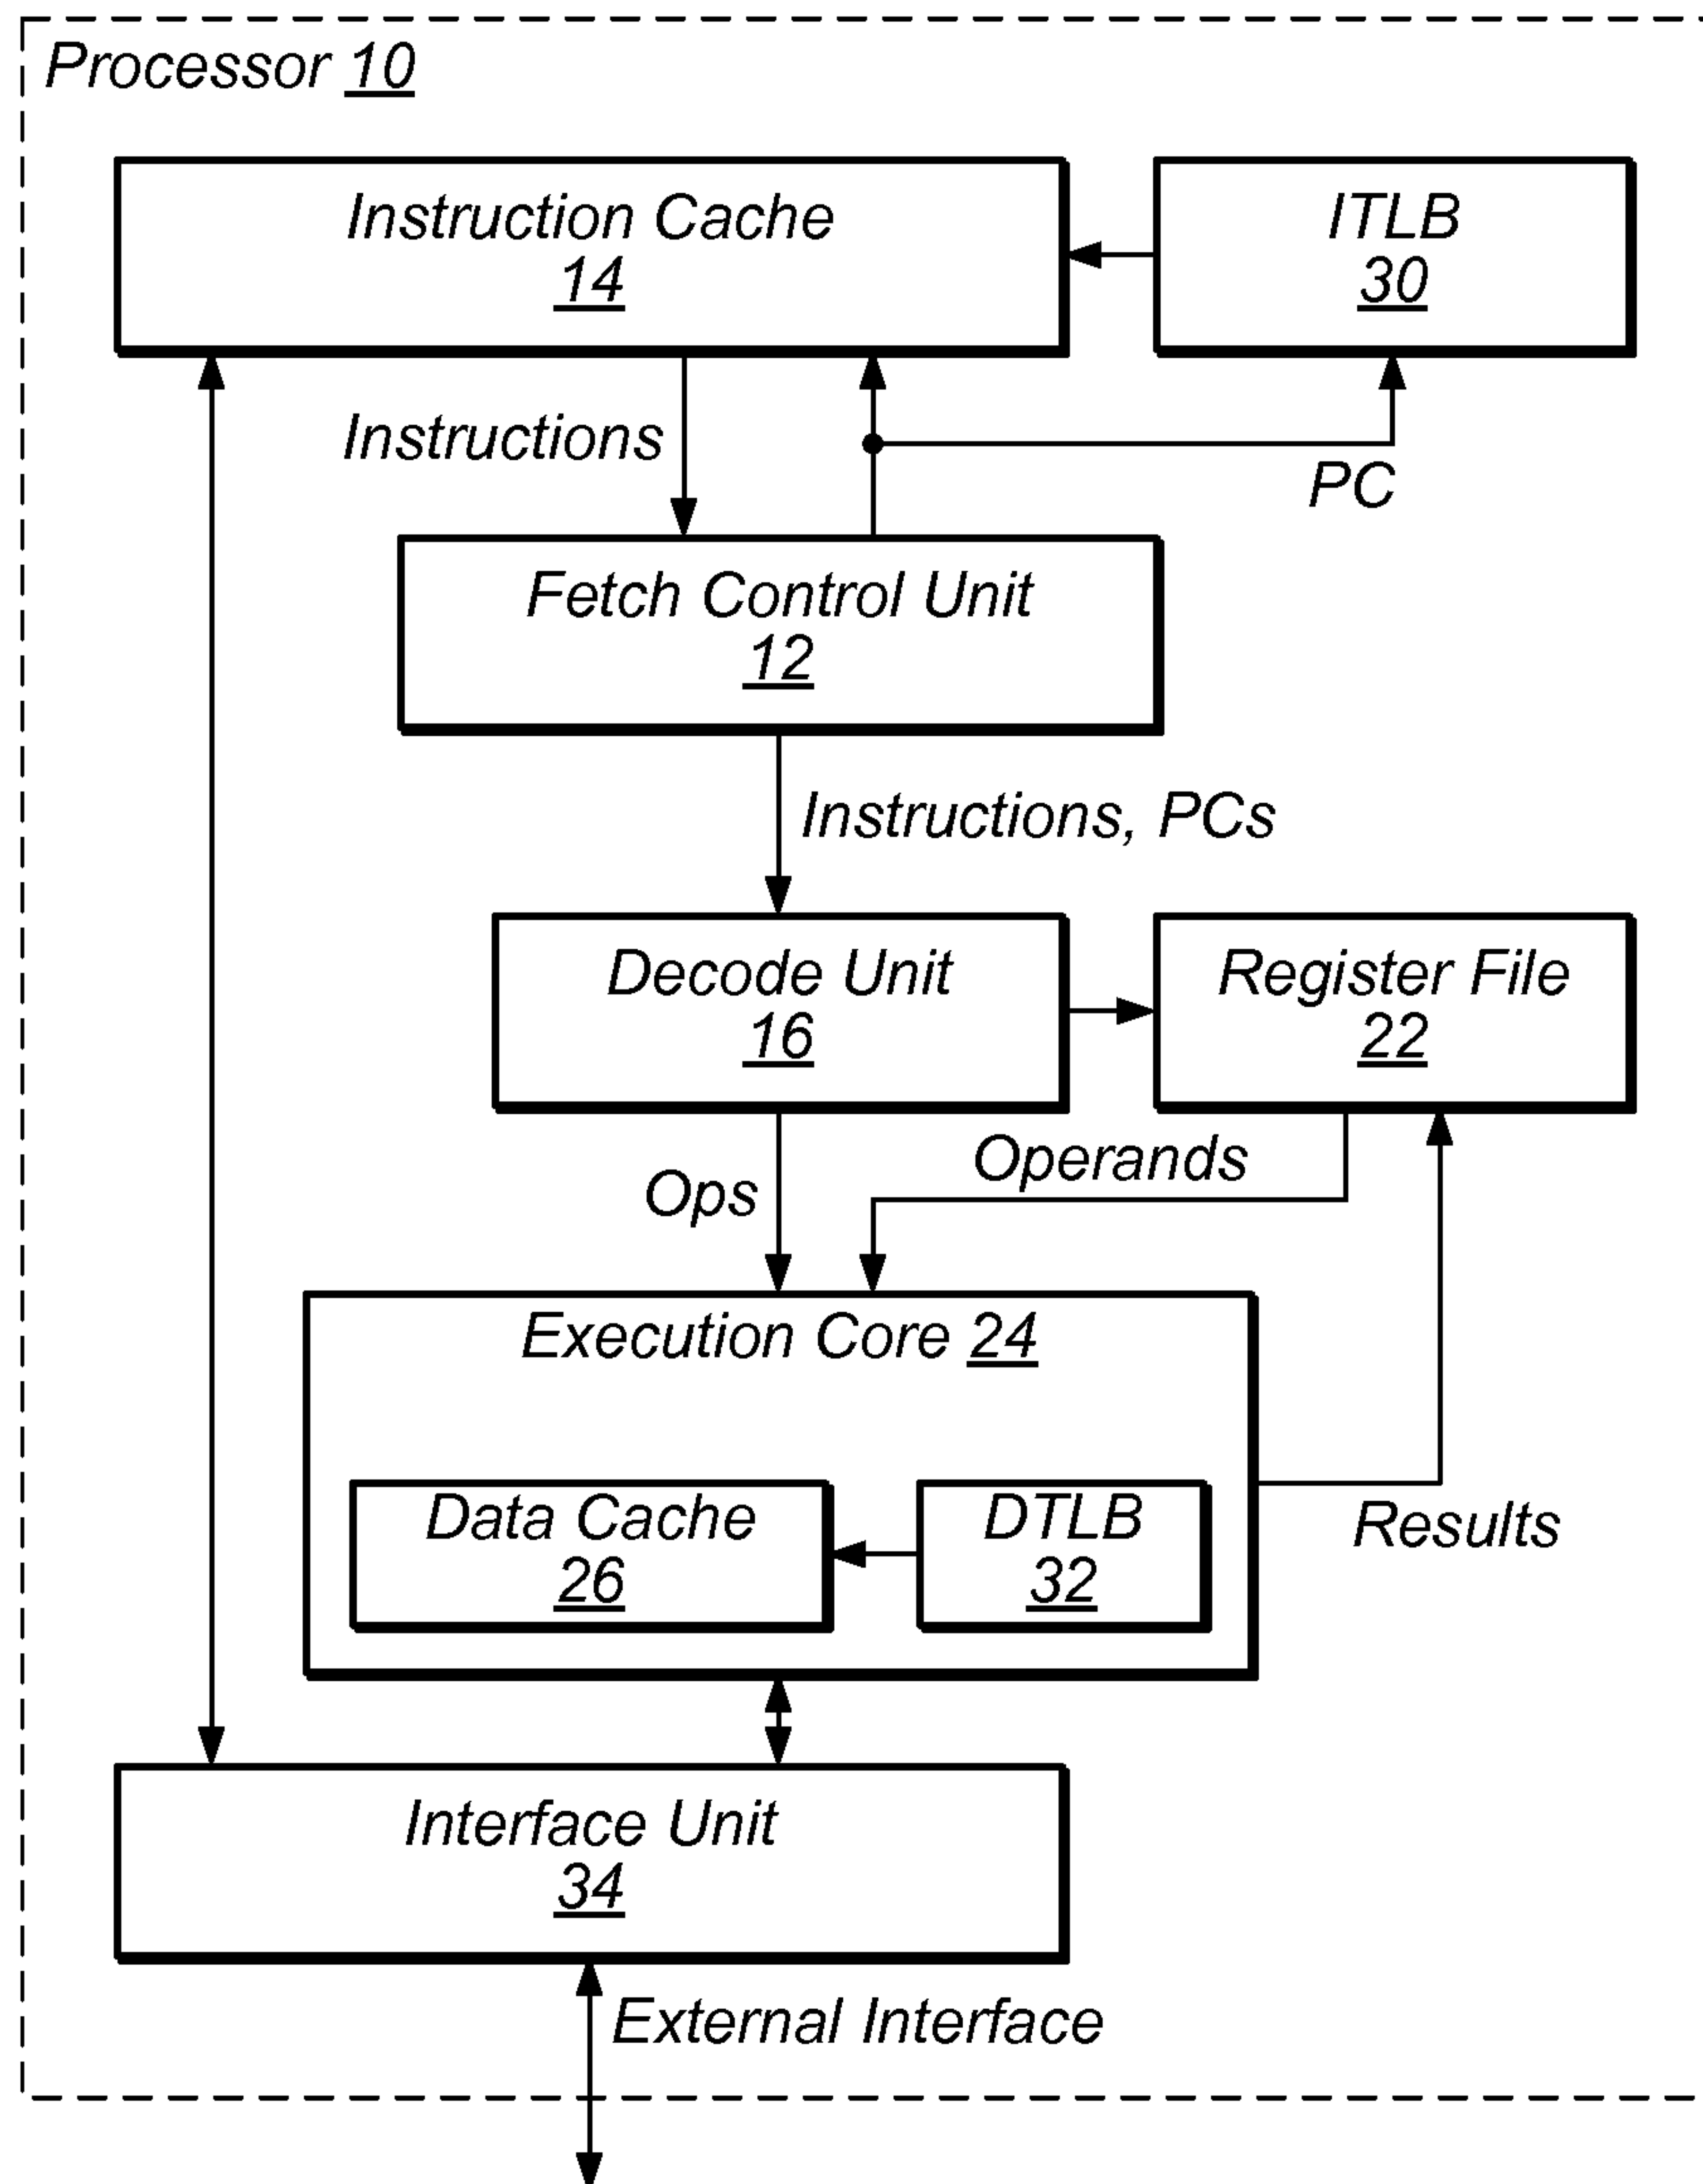 Processor 10
Instruction Cache
14
ITLB
30
Instructions
PC
Fetch Control Unit
12
Instructions, PCs
Decode Unit
16
Register File
22
Operands
Ops
Execution Core 24
Data Cache
26
DTLB
32
Results
Interface Unit
34
External Interface